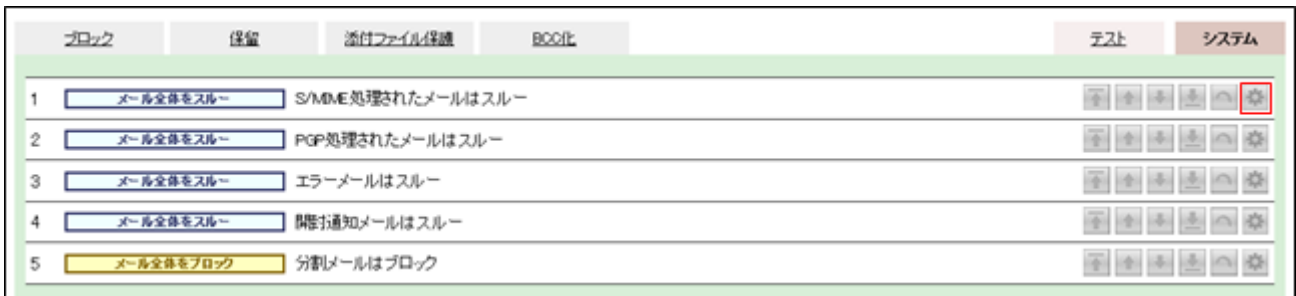 ブロック 保留 添付ファイル保護 BCC化 テスト システム
1 メール全体をスルー S/MIME処理されたメールはスルー
2 メール全体をスルー PGP処理されたメールはスルー
3 メール全体をスルー エラーメールはスルー
4 メール全体をスルー 開封通知メールはスルー
5 メール全体をブロック 分割メールはブロック